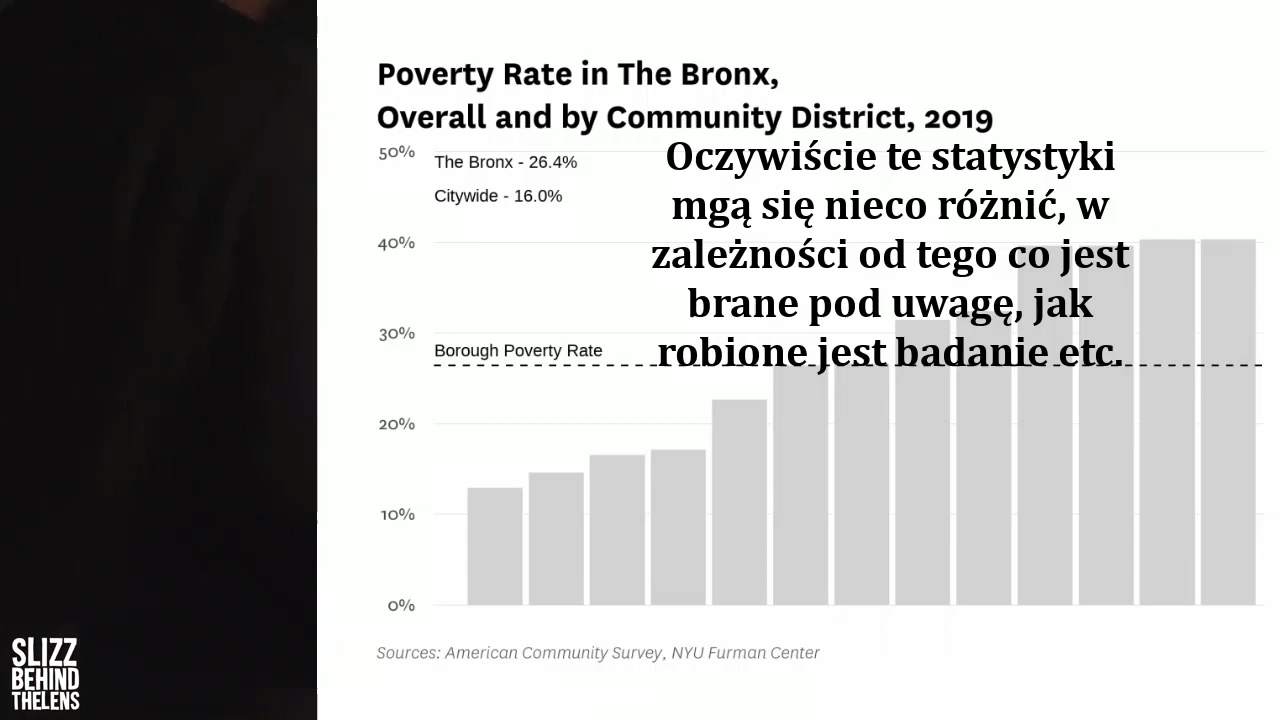 Poverty Rate in The Bronx,
Overall and by Community District, 2019
50%
The Bronx - 26.4%
Citywide - 16.0%
Oczywiście te statystyki
mgą się nieco różnić, w
zależności od tego co jest
brane pod uwagę, jak
robione jest badanie etc.
40%
30%
Borough Poverty Rate
20%
10%
0%
Sources: American Community Survey, NYU Furman Center
SLIZZ
BEHIND
THELENS